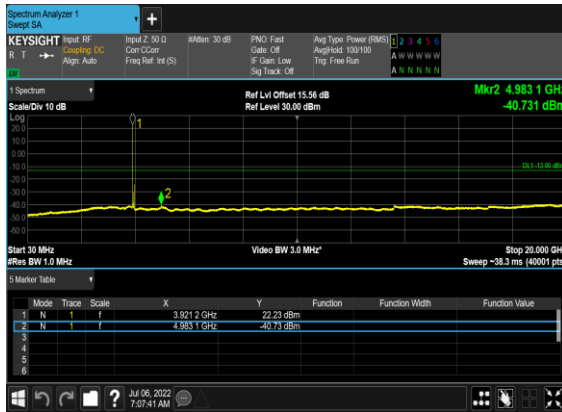 Spectrum Analyzer 1
Swept SA
+
KEYSIGHT Input: RF Input Z: 50 Ω #Atten: 30 dB PNO: Fast Avg Type: Power (RMS) 1 2 3 4 5 6
R T Coupling: DC Corr CCorr Gate: Off Avg|Hold: 100/100 A W W W W W
Align: Auto Freq Ref: Int (S) IF Gain: Low Trig: Free Run
Sig Track: Off A N N N N N
1 Spectrum
Ref Lvl Offset 15.56 dB Mkr2 4.983 1 GHz
Scale/Div 10 dB Ref Level 30.00 dBm -40.731 dBm
Log
1
20.0
10.0
0.00
-10.0
DL1 -13.00 dBm
-20.0
-30.0
2
-40.0
-50.0
-60.0
Start 30 MHz Video BW 3.0 MHz* Stop 20.000 GHz
#Res BW 1.0 MHz Sweep ~38.3 ms (40001 pts)
5 Marker Table
Mode Trace Scale X Y Function Function Width Function Value
1 N 1 f 3.921 2 GHz 22.23 dBm
2 N 1 f 4.983 1 GHz -40.73 dBm
3
4
5
6
? Jul 06, 2022
7:07:41 AM